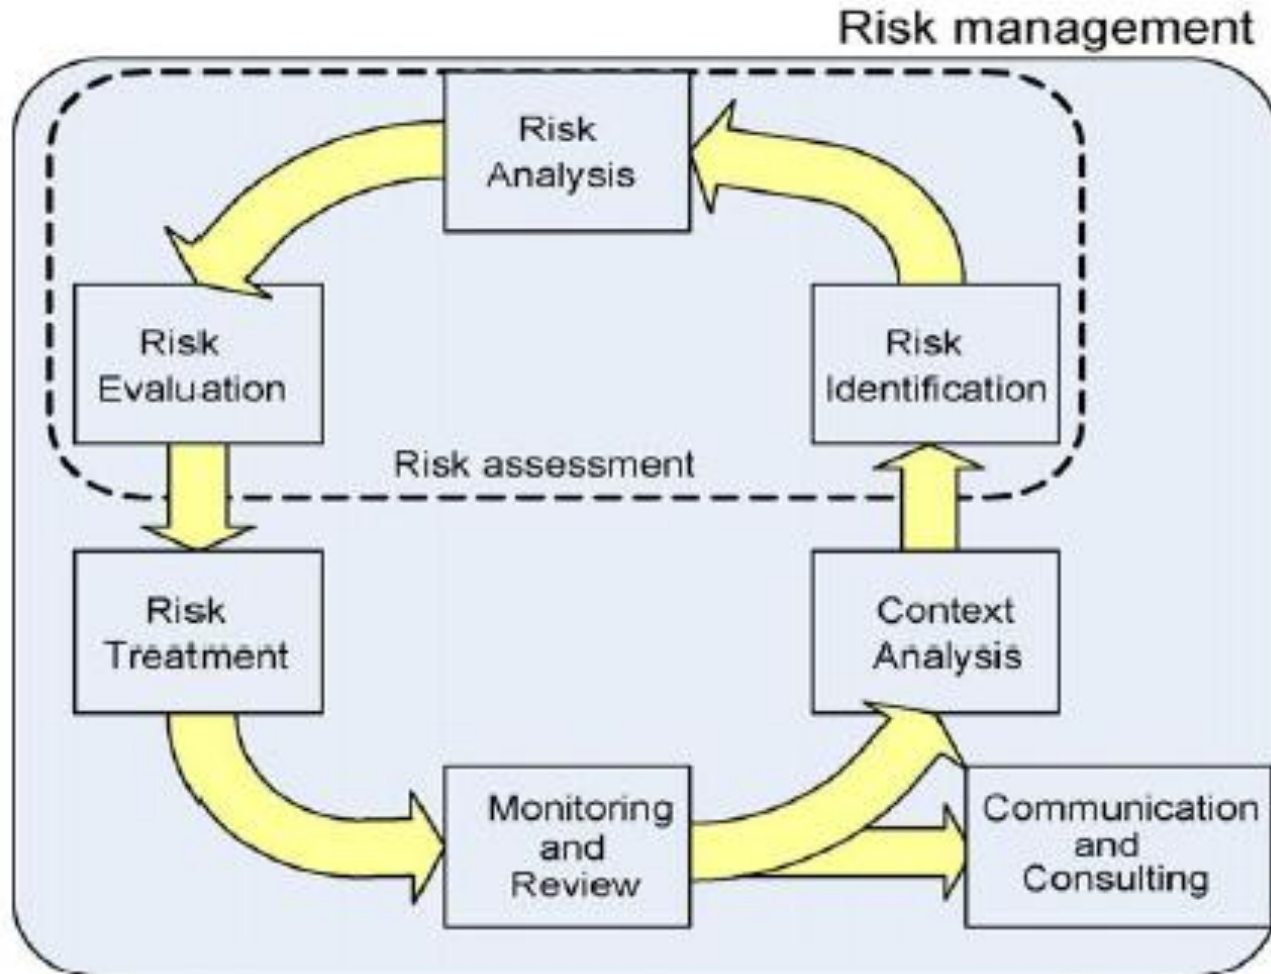 Risk management
Risk
Analysis
Risk
Evaluation
Risk
Identification
Risk assessment
Risk
Treatment
Context
Analysis
Monitoring
and
Review
Communication
and
Consulting